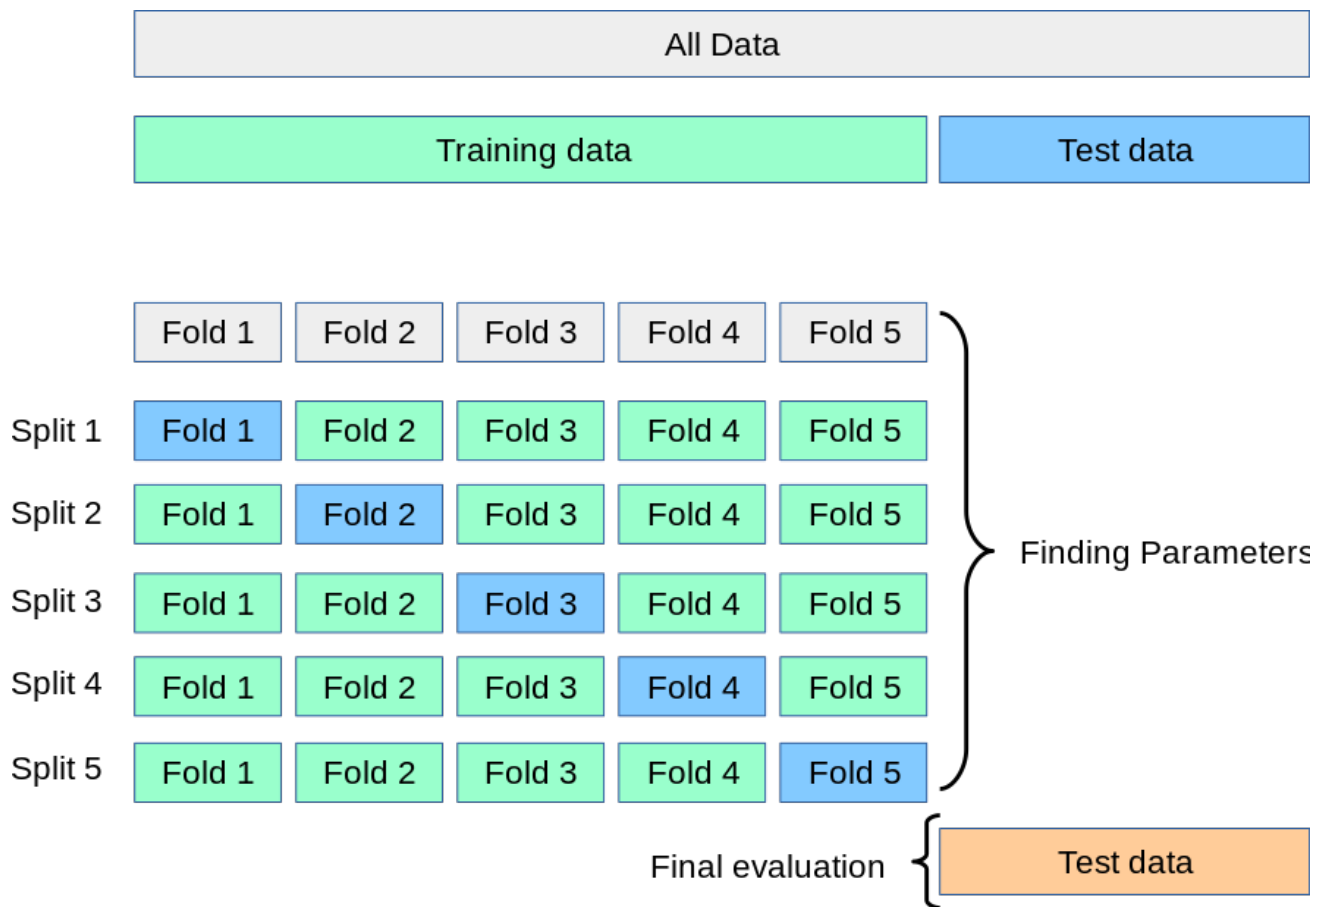 All Data
Training data Test data
Fold 1 Fold 2 Fold 3 Fold 4 Fold 5
Split 1 Fold 1 Fold 2 Fold 3 Fold 4 Fold 5
Split 2 Fold 1 Fold 2 Fold 3 Fold 4 Fold 5
Split 3 Fold 1 Fold 2 Fold 3 Fold 4 Fold 5
Split 4 Fold 1 Fold 2 Fold 3 Fold 4 Fold 5
Split 5 Fold 1 Fold 2 Fold 3 Fold 4 Fold 5
Finding Parameters
Final evaluation Test data